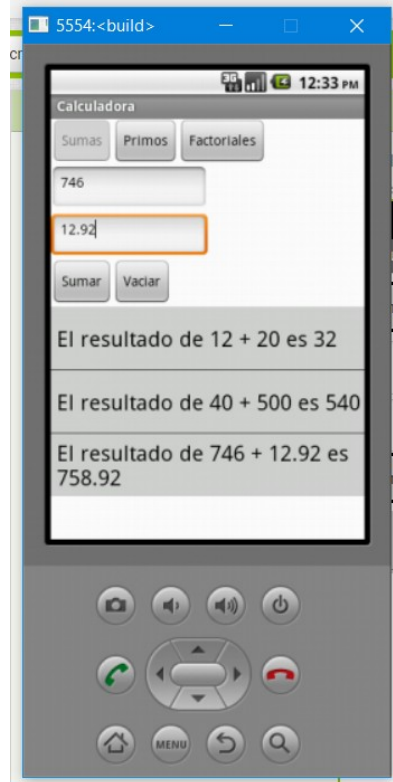 5554:<build>
cr
3G
12:33 PM
Calculadora
Sumas Primos Factoriales
746
12.92
Sumar Vaciar
El resultado de 12 + 20 es 32
El resultado de 40 + 500 es 540
El resultado de 746 + 12.92 es
758.92
MENU